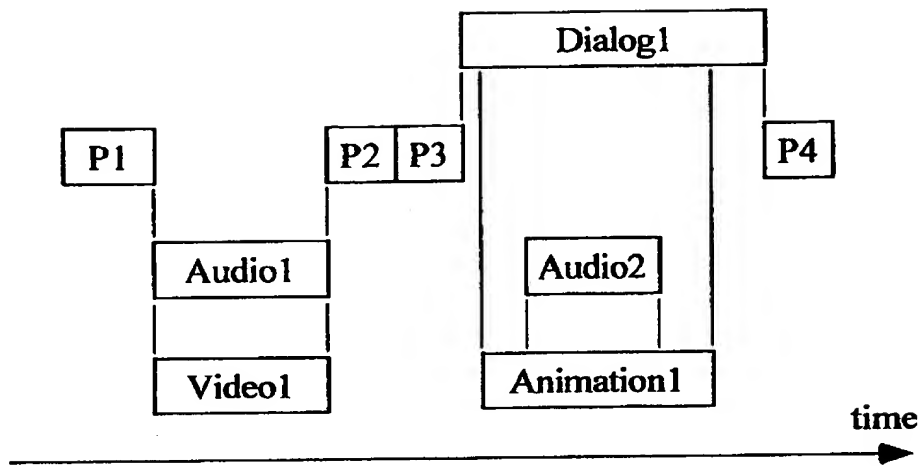 Dialog1
P1
P2
P3
P4
Audio1
Audio2
Video1
Animation1
time